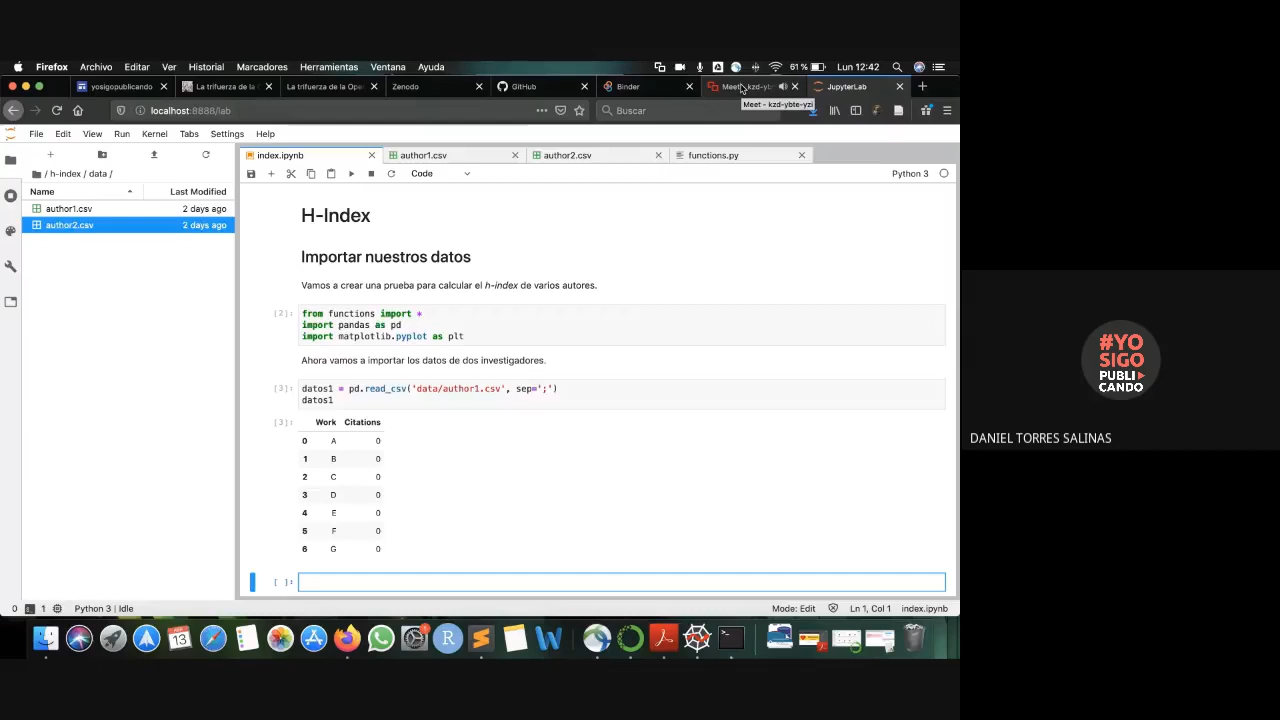 Firefox Archivo Editar Ver Historial Marcadores Herramientas Ventana Ayuda 61% Lun 12:42
yosigopublicando La trifuerza de la C La trifuerza de la Open Zenodo GitHub Binder Meet - kzd-yb JupyterLab
Meet - kzd-ybte-yzi
localhost:8888/lab Buscar
File Edit View Run Kernel Tabs Settings Help
index.ipynb author1.csv author2.csv functions.py
Code Python 3
/ h-index / data /
Name Last Modified
author1.csv 2 days ago
author2.csv 2 days ago
H-Index
Importar nuestros datos
Vamos a crear una prueba para calcular el h-index de varios autores.
[2]: from functions import *
import pandas as pd
import matplotlib.pyplot as plt
Ahora vamos a importar los datos de dos investigadores.
[3]: datos1 = pd.read_csv('data/author1.csv', sep=';')
datos1
[3]: Work Citations
0 A 0
1 B 0
2 C 0
3 D 0
4 E 0
5 F 0
6 G 0
[ ]:
0 1 Python 3 | Idle Mode: Edit Ln 1, Col 1 index.ipynb
13
#YO
SIGO
PUBLI
CANDO
DANIEL TORRES SALINAS